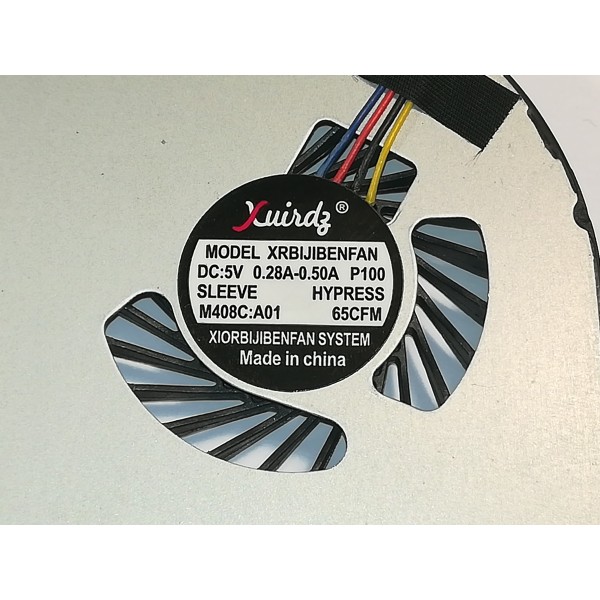 Xuirdz®
MODEL XRBIJIBENFAN
DC:5V 0.28A-0.50A P100
SLEEVE HYPRESS
M408C:A01 65CFM
XIORBIJIBENFAN SYSTEM
Made in china